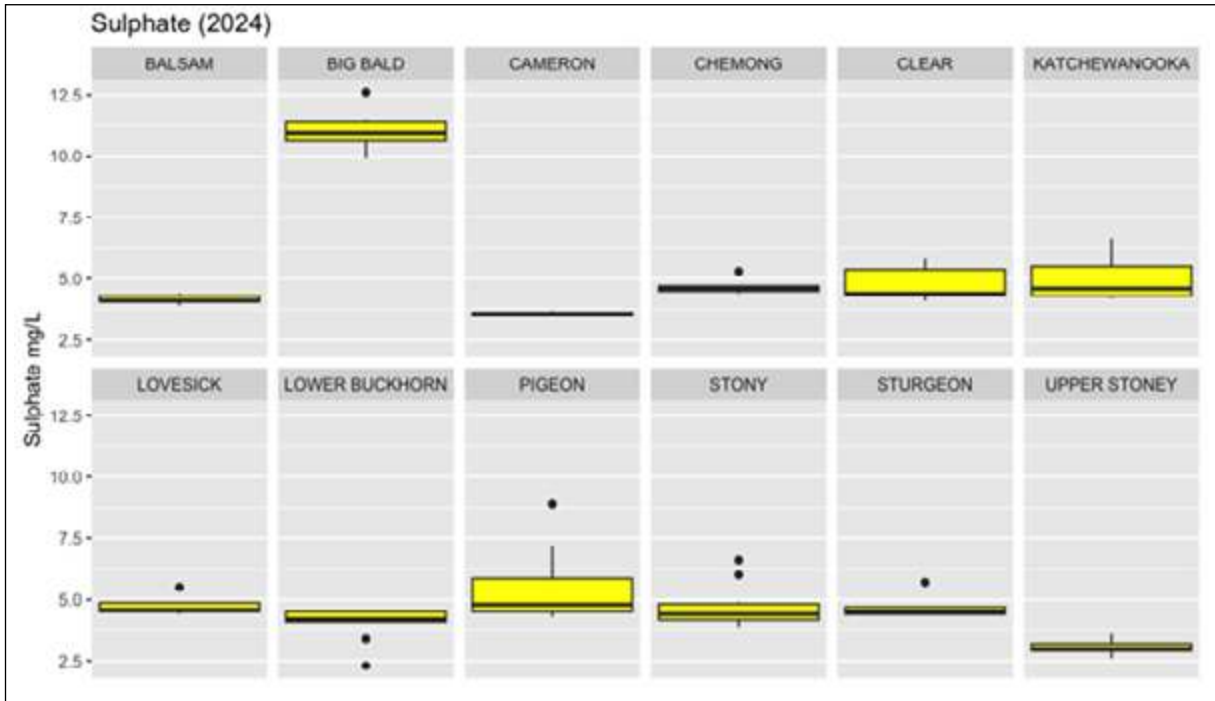 Sulphate (2024)
BALSAM BIG BALD CAMERON CHEMONG CLEAR KATCHEWANOOKA
12.5
10.0
7.5
5.0
2.5
LOVESICK LOWER BUCKHORN PIGEON STONY STURGEON UPPER STONEY
12.5
10.0
7.5
5.0
2.5
Sulphate mg/L